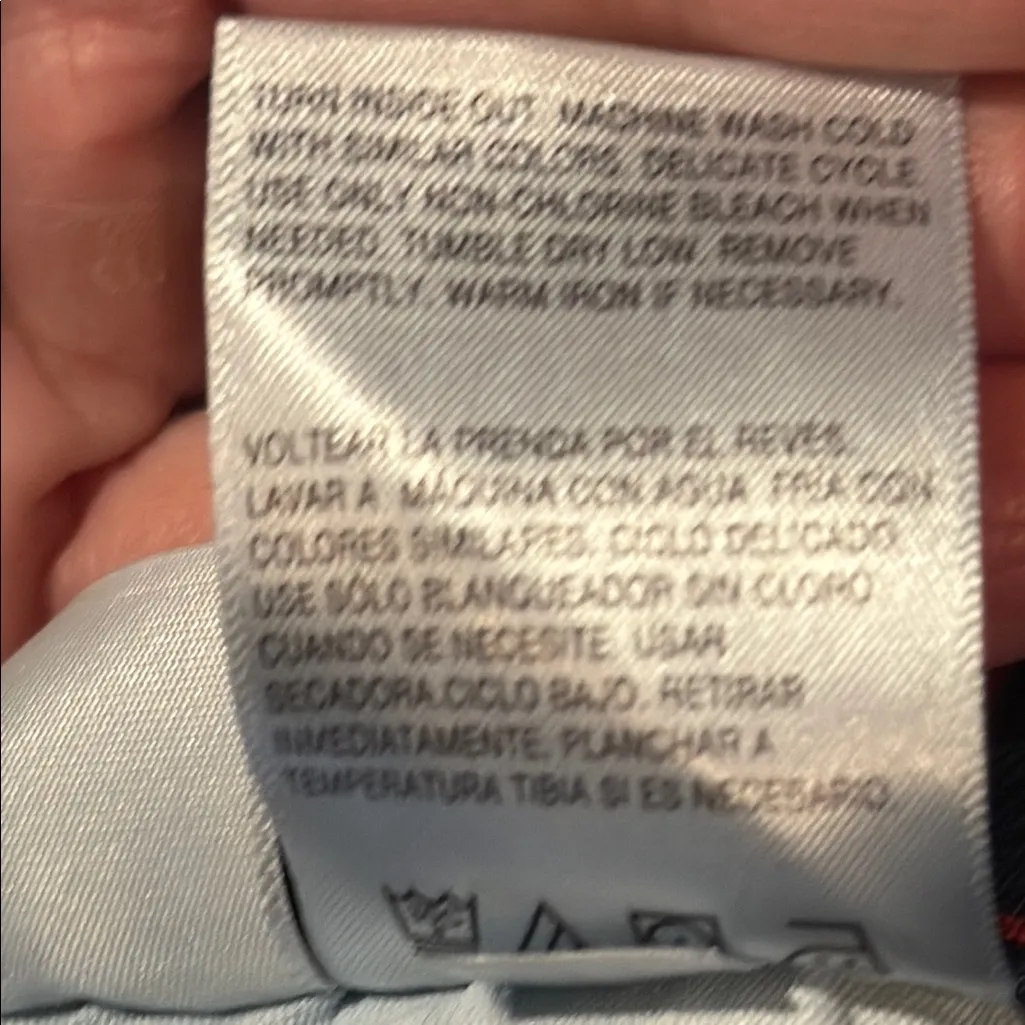 TURN INSIDE OUT. MACHINE WASH COLD
WITH SIMILAR COLORS. DELICATE CYCLE
USE ONLY NON-CHLORINE BLEACH WHEN
NEEDED. TUMBLE DRY LOW. REMOVE
PROMPTLY. WARM IRON IF NECESSARY.
VOLTEAR LA PRENDA POR EL REVÉS.
LAVAR A MÁQUINA CON AGUA FRÍA CON
COLORES SIMILARES. CICLO DELICADO
USE SÓLO BLANQUEADOR SIN CLORO
CUANDO SE NECESITE. USAR
SECADORA.CICLO BAJO. RETIRAR
INMEDIATAMENTE. PLANCHAR A
TEMPERATURA TIBIA SI ES NECESARIO